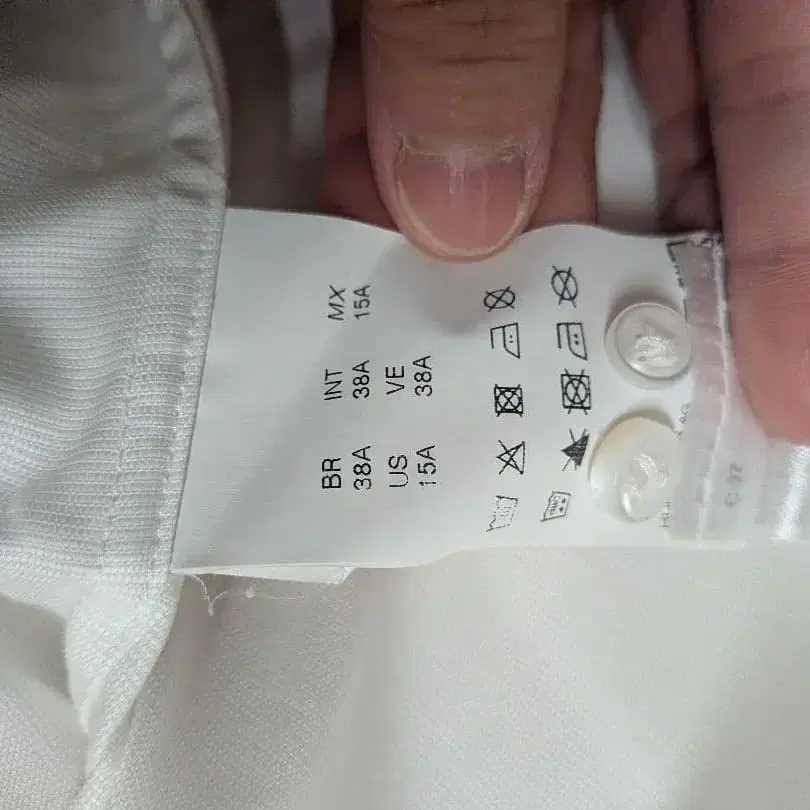 BR INT MX
38A 38A 15A
US VE
15A 38A